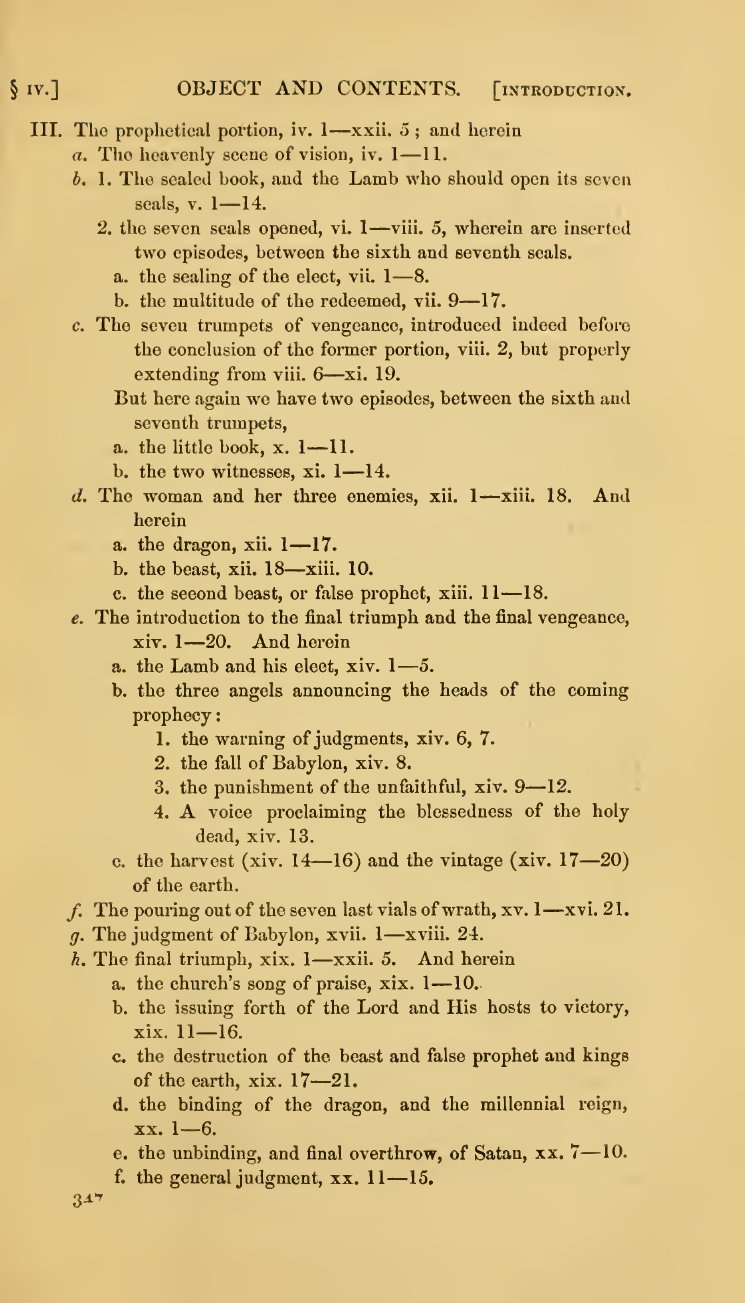 § IV.] OBJECT AND CONTENTS. [INTRODUCTION.
III. The prophetical portion, iv. 1—xxii. 5 ; and herein
a. The heavenly scene of vision, iv. 1—11.
b. 1. The sealed book, and the Lamb who should open its seven
seals, v. 1—14.
2. the seven seals opened, vi. 1—viii. 5, wherein are inserted
two episodes, between the sixth and seventh seals.
a. the sealing of the elect, vii. 1—8.
b. the multitude of the redeemed, vii. 9—17.
c. The seven trumpets of vengeance, introduced indeed before
the conclusion of the former portion, viii. 2, but properly
extending from viii. 6—xi. 19.
But here again we have two episodes, between the sixth and
seventh trumpets,
a. the little book, x. 1—11.
b. the two witnesses, xi. 1—14.
d. The woman and her three enemies, xii. 1—xiii. 18. And
herein
a. the dragon, xii. 1—17.
b. the beast, xii. 18—xiii. 10.
c. the second beast, or false prophet, xiii. 11—18.
e. The introduction to the final triumph and the final vengeance,
xiv. 1—20. And herein
a. the Lamb and his elect, xiv. 1—5.
b. the three angels announcing the heads of the coming
prophecy :
1. the warning of judgments, xiv. 6, 7.
2. the fall of Babylon, xiv. 8.
3. the punishment of the unfaithful, xiv. 9—12.
4. A voice proclaiming the blessedness of the holy
dead, xiv. 13.
c. the harvest (xiv. 14—16) and the vintage (xiv. 17—20)
of the earth.
f. The pouring out of the seven last vials of wrath, xv. 1—xvi. 21.
g. The judgment of Babylon, xvii. 1—xviii. 24.
h. The final triumph, xix. 1—xxii. 5. And herein
a. the church's song of praise, xix. 1—10.
b. the issuing forth of the Lord and His hosts to victory,
xix. 11—16.
c. the destruction of the beast and false prophet and kings
of the earth, xix. 17—21.
d. the binding of the dragon, and the millennial reign,
xx. 1—6.
e. the unbinding, and final overthrow, of Satan, xx. 7—10.
f. the general judgment, xx. 11—15.
347